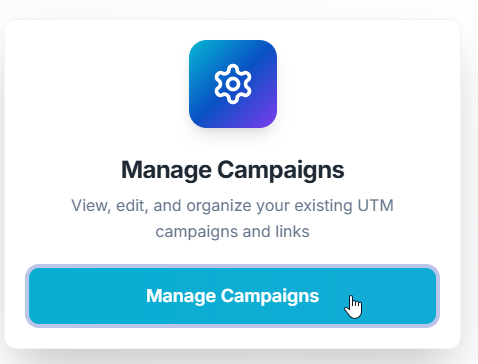 Manage Campaigns
View, edit, and organize your existing UTM
campaigns and links
Manage Campaigns